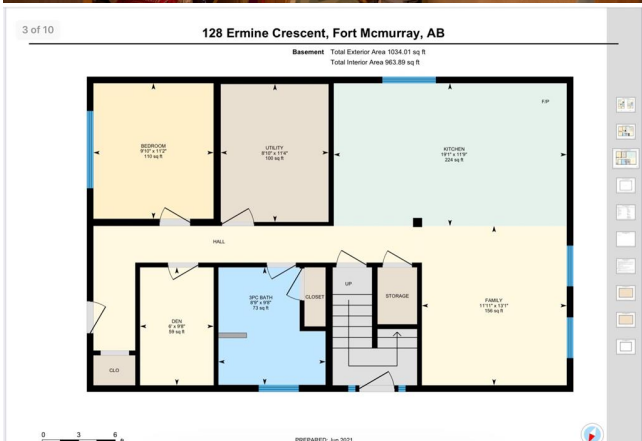 3 of 10
128 Ermine Crescent, Fort Mcmurray, AB
Basement Total Exterior Area 1034.01 sq ft
Total Interior Area 963.89 sq ft
F/P
BEDROOM
9'10" x 11'2"
110 sq ft
UTILITY
8'10" x 11'4"
100 sq ft
KITCHEN
19'1" x 11'9"
224 sq ft
HALL
UP
STORAGE
CLOSET
3PC BATH
8'9" x 9'8"
73 sq ft
DEN
6' x 9'8"
59 sq ft
FAMILY
11'11" x 13'1"
156 sq ft
CLO
0 3 6
ft
PREPARED: Jun 2021